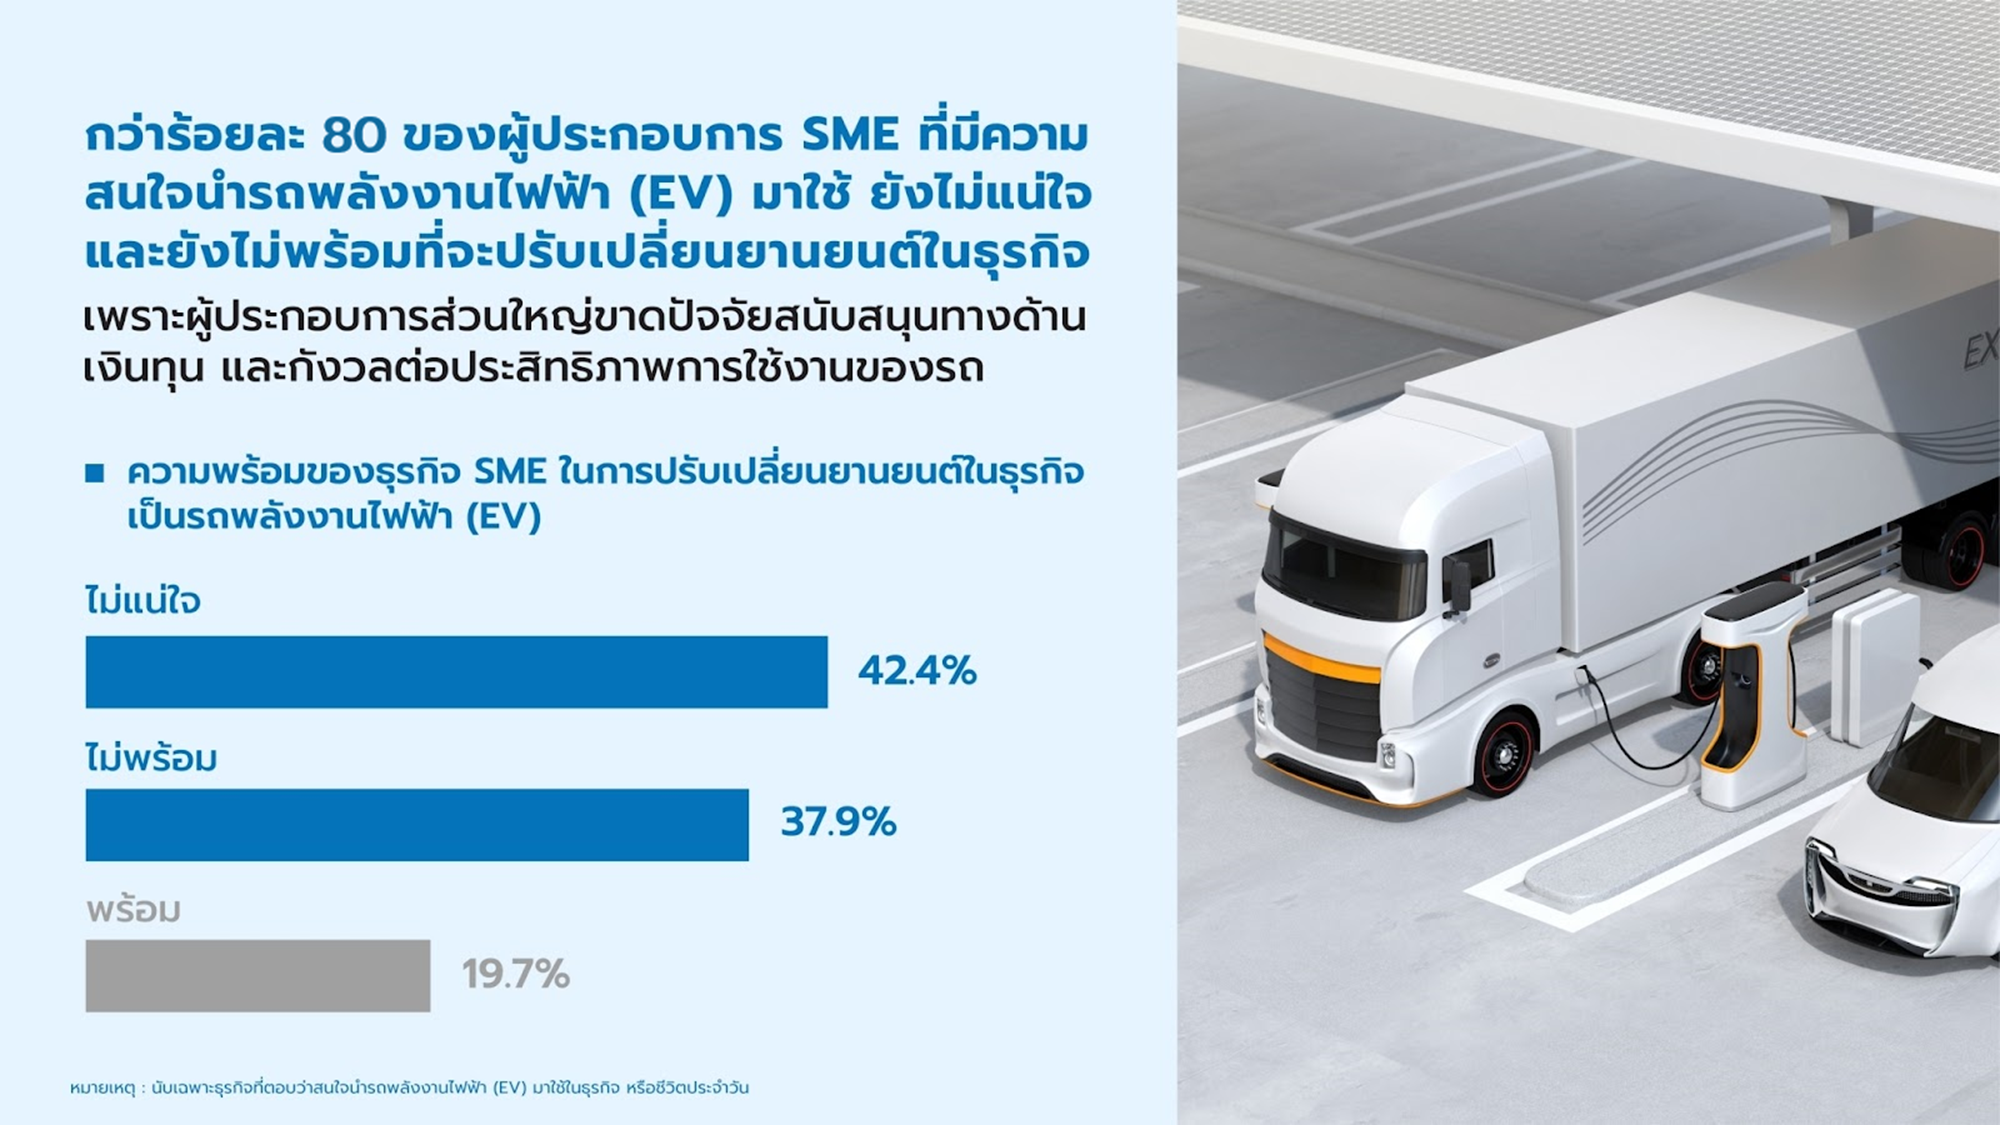 กว่าร้อยละ 80 ของผู้ประกอบการ SME ที่มีความ
สนใจนำรถพลังงานไฟฟ้า (EV) มาใช้ ยังไม่แน่ใจ
และยังไม่พร้อมที่จะปรับเปลี่ยนยานยนต์ในธุรกิจ
เพราะผู้ประกอบการส่วนใหญ่ขาดปัจจัยสนับสนุนทางด้าน
เงินทุน และกังวลต่อประสิทธิภาพการใช้งานของรถ
ความพร้อมของธุรกิจ SME ในการปรับเปลี่ยนยานยนต์ในธุรกิจ
เป็นรถพลังงานไฟฟ้า (EV)
ไม่แน่ใจ
42.4%
ไม่พร้อม
37.9%
พร้อม
19.7%
หมายเหตุ : นับเฉพาะธุรกิจที่ตอบว่าสนใจนำรถพลังงานไฟฟ้า (EV) มาใช้ในธุรกิจ หรือชีวิตประจำวัน
EX